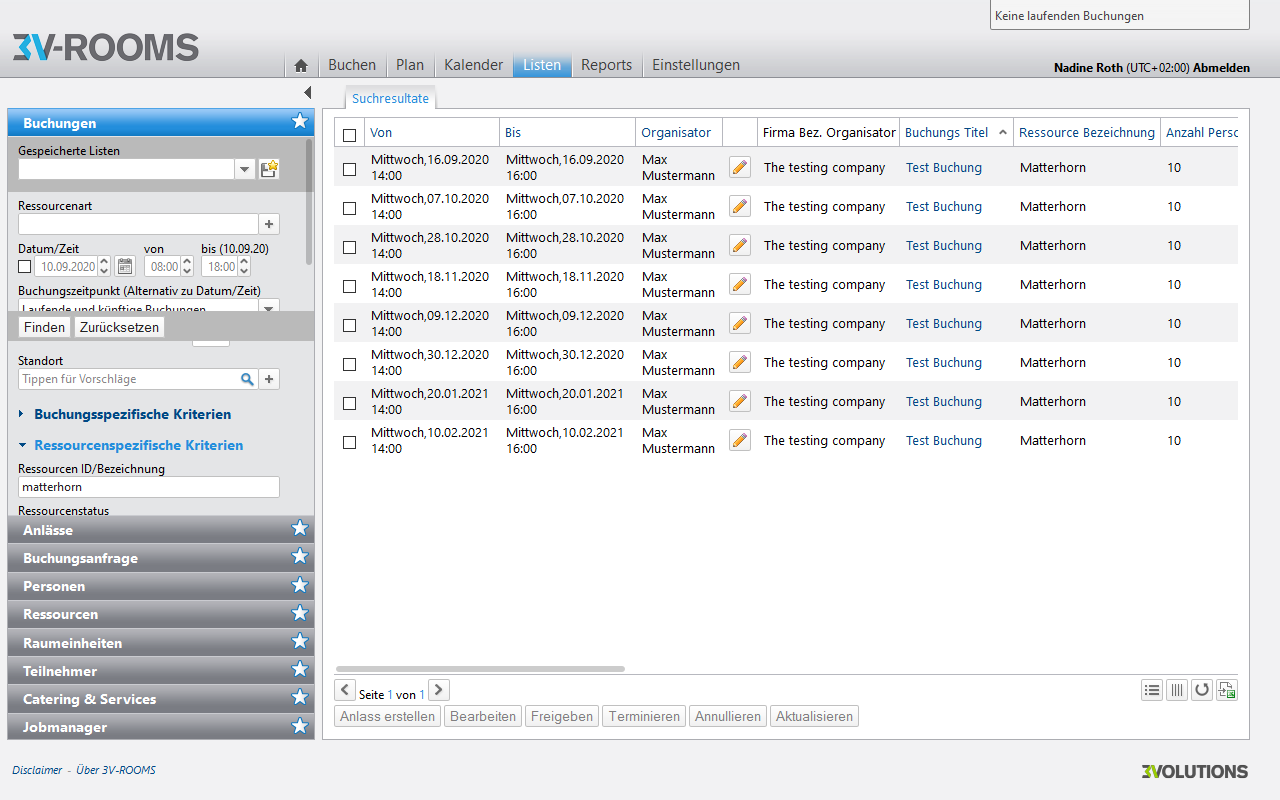 Keine laufenden Buchungen
3V-ROOMS
Buchen Plan Kalender Listen Reports Einstellungen
Nadine Roth (UTC+02:00) Abmelden
Buchungen
Gespeicherte Listen
Ressourcenart
Datum/Zeit von bis (10.09.20)
10.09.2020 08:00 18:00
Buchungszeitpunkt (Alternativ zu Datum/Zeit)
Laufende und künftige Buchungen
Finden Zurücksetzen
Standort
Tippen für Vorschläge
Buchungsspezifische Kriterien
Ressourcenspezifische Kriterien
Ressourcen ID/Bezeichnung
matterhorn
Ressourcenstatus
Anlässe
Buchungsanfrage
Personen
Ressourcen
Raumeinheiten
Teilnehmer
Catering & Services
Jobmanager
Suchresultate
Von Bis Organisator Firma Bez. Organisator Buchungs Titel Ressource Bezeichnung Anzahl Perso
Mittwoch,16.09.2020 Mittwoch,16.09.2020 Max
14:00 16:00 Mustermann The testing company Test Buchung Matterhorn 10
Mittwoch,07.10.2020 Mittwoch,07.10.2020 Max
14:00 16:00 Mustermann The testing company Test Buchung Matterhorn 10
Mittwoch,28.10.2020 Mittwoch,28.10.2020 Max
14:00 16:00 Mustermann The testing company Test Buchung Matterhorn 10
Mittwoch,18.11.2020 Mittwoch,18.11.2020 Max
14:00 16:00 Mustermann The testing company Test Buchung Matterhorn 10
Mittwoch,09.12.2020 Mittwoch,09.12.2020 Max
14:00 16:00 Mustermann The testing company Test Buchung Matterhorn 10
Mittwoch,30.12.2020 Mittwoch,30.12.2020 Max
14:00 16:00 Mustermann The testing company Test Buchung Matterhorn 10
Mittwoch,20.01.2021 Mittwoch,20.01.2021 Max
14:00 16:00 Mustermann The testing company Test Buchung Matterhorn 10
Mittwoch,10.02.2021 Mittwoch,10.02.2021 Max
14:00 16:00 Mustermann The testing company Test Buchung Matterhorn 10
Seite 1 von 1
Anlass erstellen Bearbeiten Freigeben Terminieren Annullieren Aktualisieren
Disclaimer - Über 3V-ROOMS
3VOLUTIONS